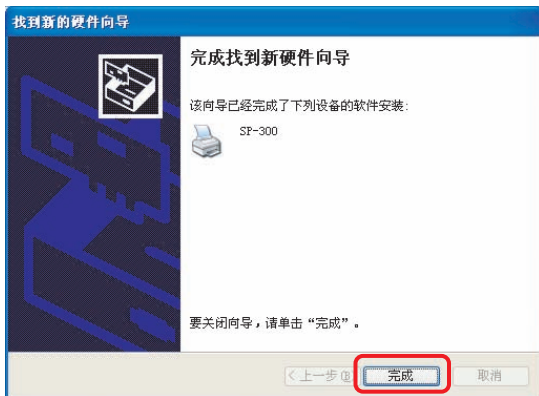 找到新的硬件向导
完成找到新硬件向导
该向导已经完成了下列设备的软件安装:
SP-300
要关闭向导，请单击“完成”。
<上一步(B) 完成 取消